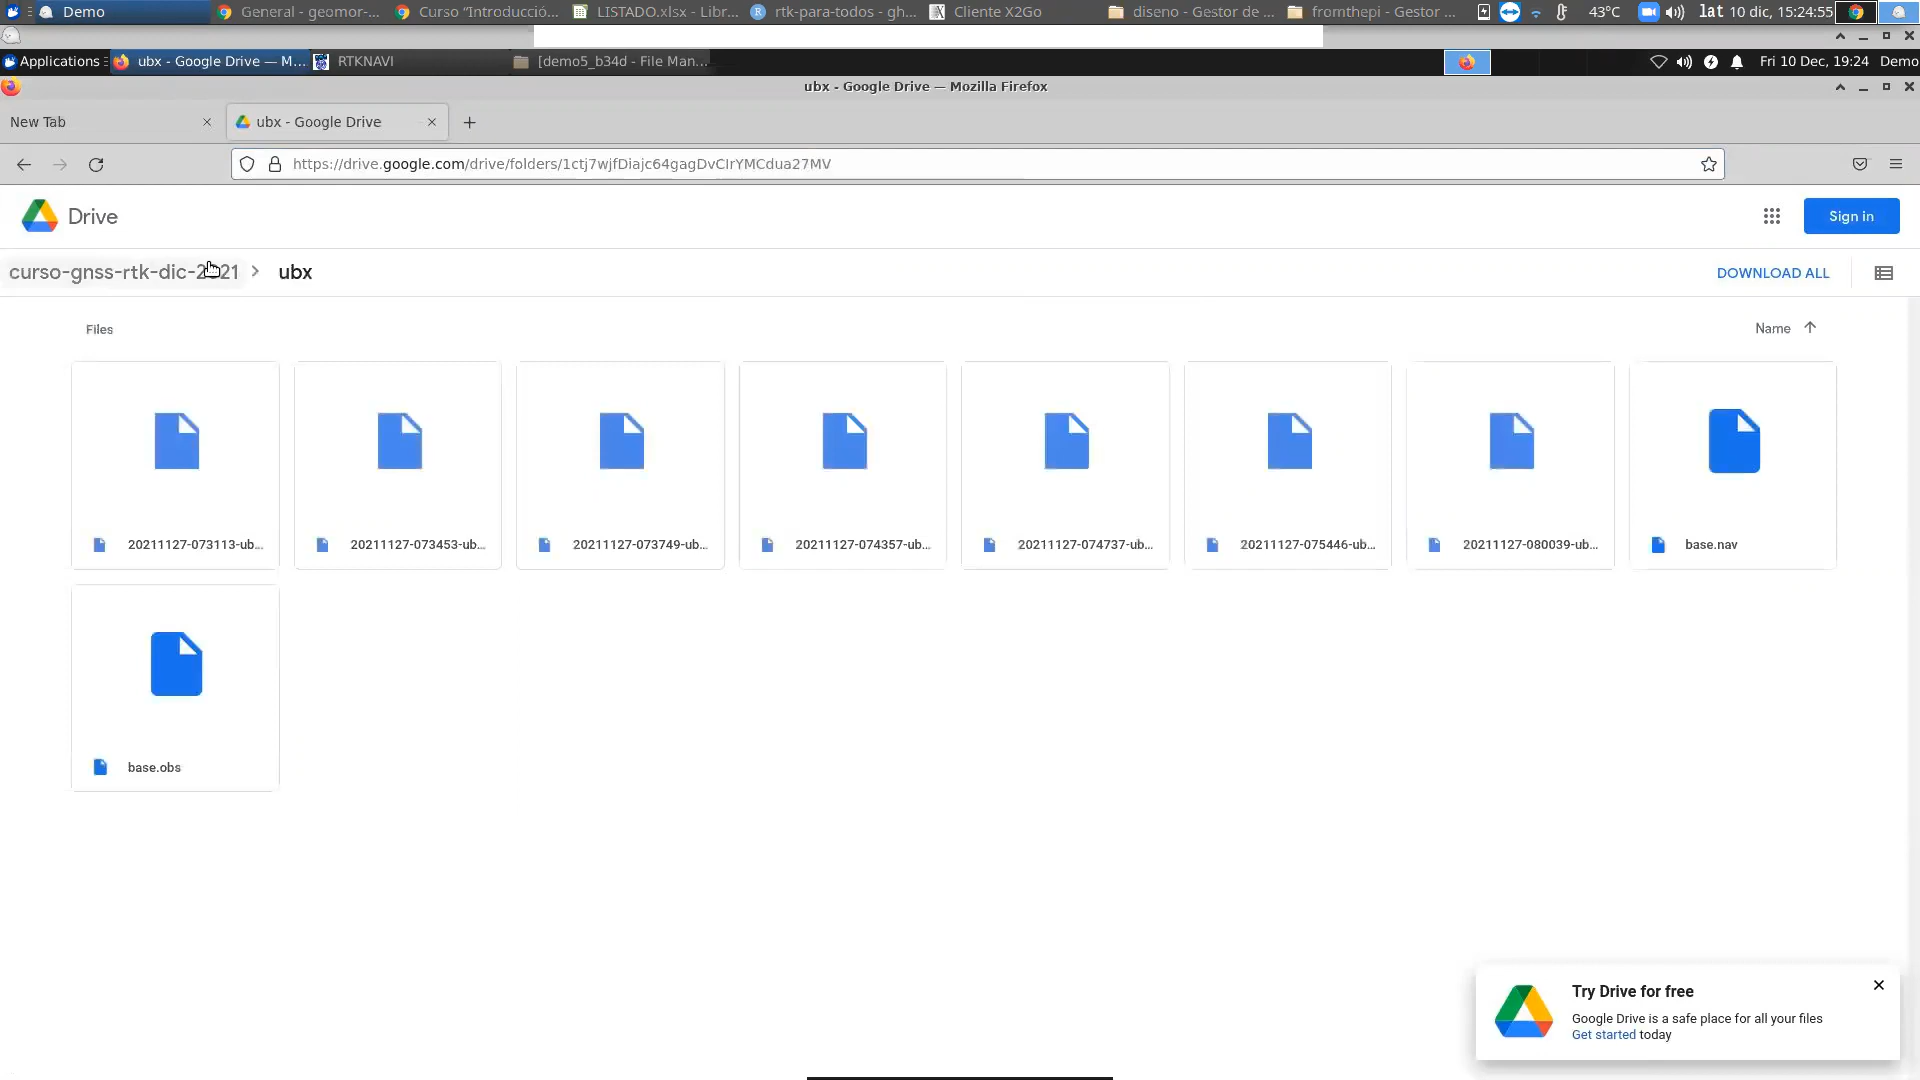 Demo
General - geomor-...
Curso “Introducció...
LISTADO.xlsx - Libr...
rtk-para-todos - gh...
Cliente X2Go
diseno - Gestor de ...
fromthepi - Gestor ...
43°C
lat 10 dic, 15:24:55
Applications
ubx - Google Drive — M...
RTKNAVI
[demo5_b34d - File Man...
Fri 10 Dec, 19:24
Demo
ubx - Google Drive — Mozilla Firefox
New Tab
ubx - Google Drive
https://drive.google.com/drive/folders/1ctj7wjfDiajc64gagDvCIrYMCdua27MV
Drive
Sign in
curso-gnss-rtk-dic-2021
ubx
DOWNLOAD ALL
Files
Name
20211127-073113-ub...
20211127-073453-ub...
20211127-073749-ub...
20211127-074357-ub...
20211127-074737-ub...
20211127-075446-ub...
20211127-080039-ub...
base.nav
base.obs
Try Drive for free
Google Drive is a safe place for all your files
Get started today